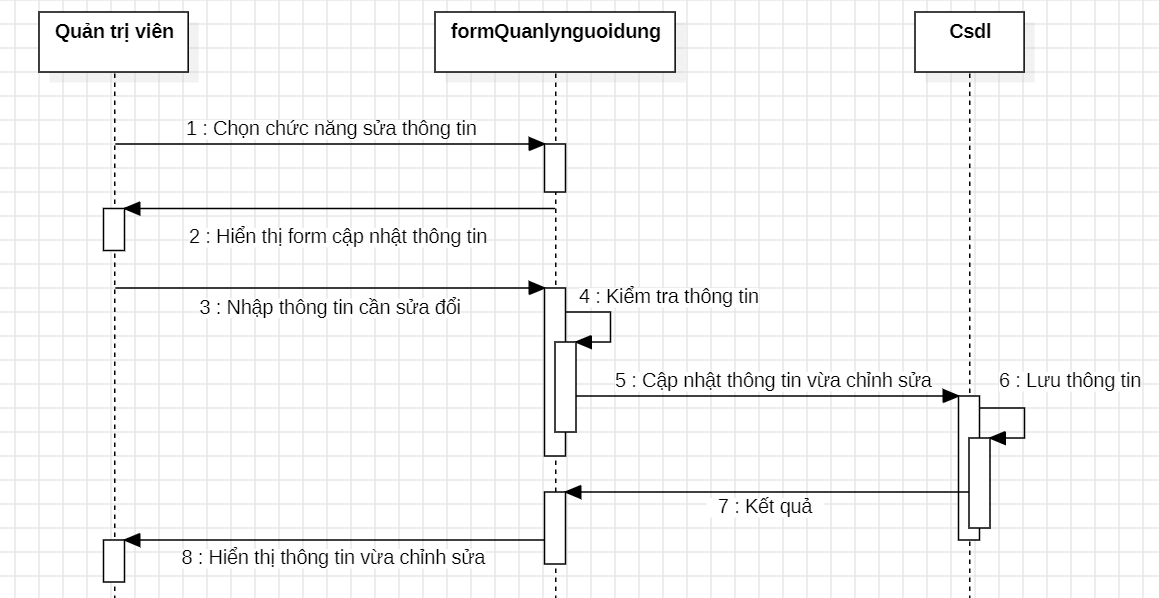 Quản trị viên
formQuanlynguoidung
Csdl
1 : Chọn chức năng sửa thông tin
2 : Hiển thị form cập nhật thông tin
3 : Nhập thông tin cần sửa đổi
4 : Kiểm tra thông tin
5 : Cập nhật thông tin vừa chỉnh sửa
6 : Lưu thông tin
7 : Kết quả
8 : Hiển thị thông tin vừa chỉnh sửa